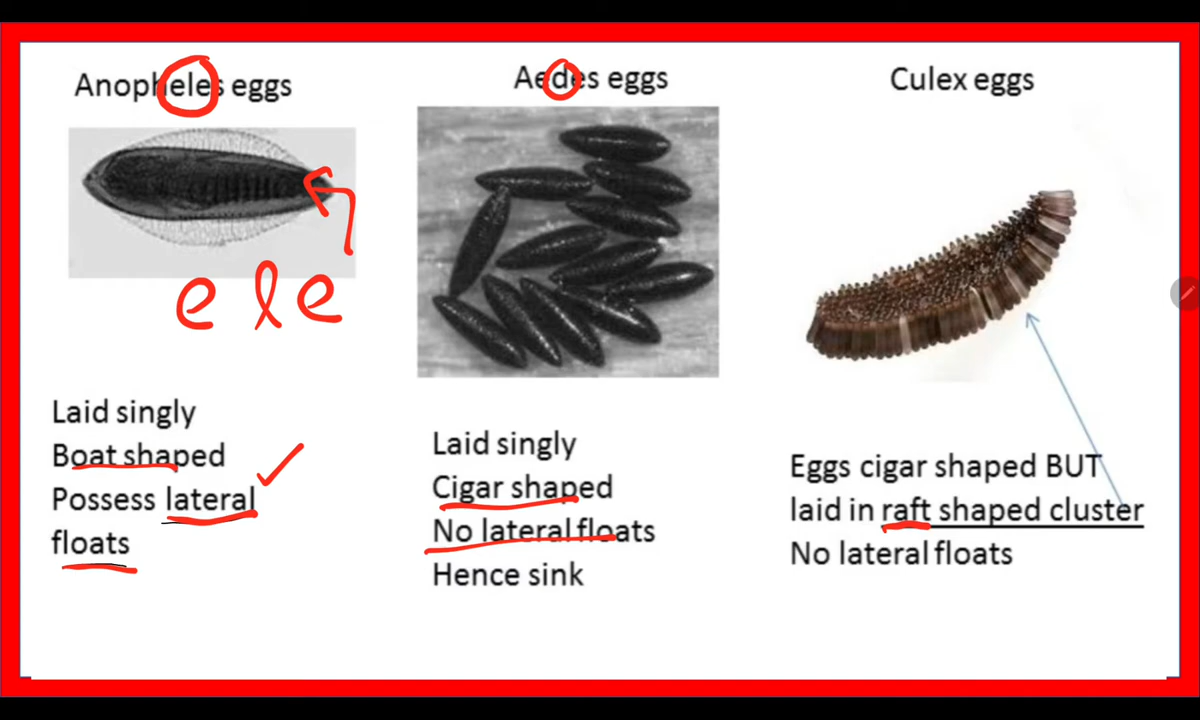 Anopheles eggs
Aedes eggs
Culex eggs
e l e
Laid singly
Boat shaped
Possess lateral
floats
Laid singly
Cigar shaped
No lateral floats
Hence sink
Eggs cigar shaped BUT
laid in raft shaped cluster
No lateral floats